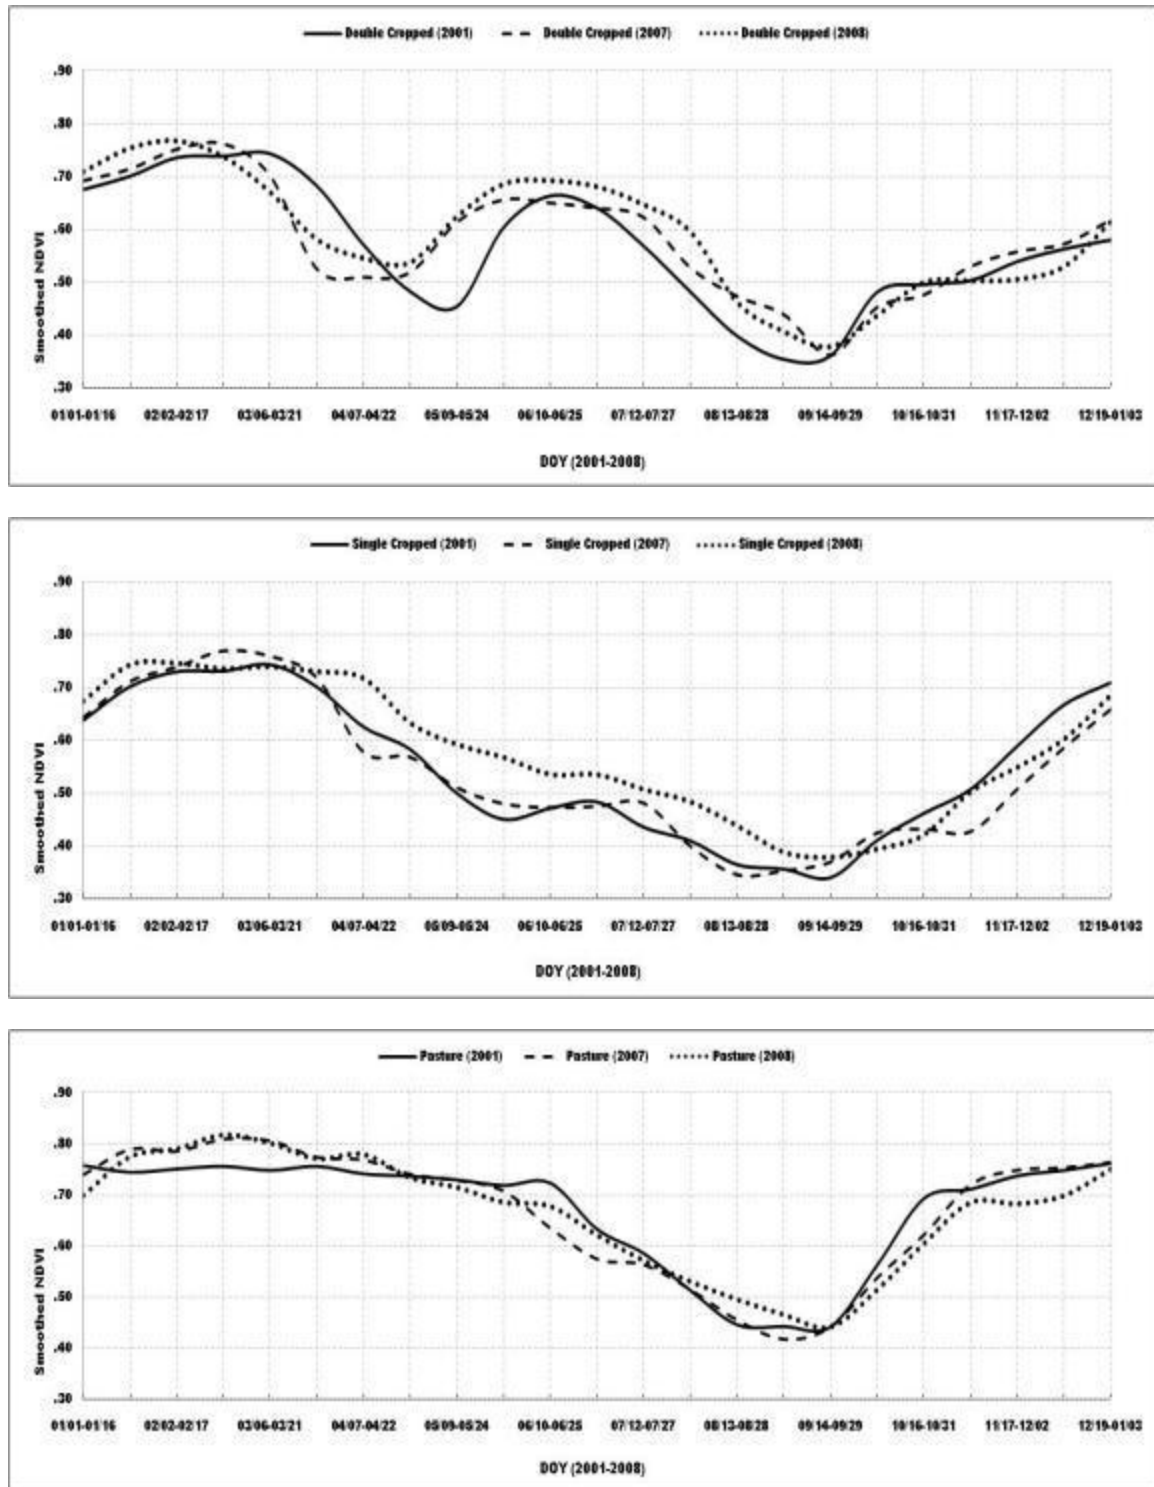 Double Cropped (2001) Double Cropped (2007) Double Cropped (2008)
.90
.80
.70
.60
.50
.40
.30
Smoothed NDVI
01/01-01/16 02/02-02/17 03/06-03/21 04/07-04/22 05/09-05/24 06/10-06/25 07/12-07/27 08/13-08/28 09/14-09/29 10/16-10/31 11/17-12/02 12/19-01/03
DOY (2001-2008)
Single Cropped (2001) Single Cropped (2007) Single Cropped (2008)
.90
.80
.70
.60
.50
.40
.30
Smoothed NDVI
01/01-01/16 02/02-02/17 03/06-03/21 04/07-04/22 05/09-05/24 06/10-06/25 07/12-07/27 08/13-08/28 09/14-09/29 10/16-10/31 11/17-12/02 12/19-01/03
DOY (2001-2008)
Pasture (2001) Pasture (2007) Pasture (2008)
.90
.80
.70
.60
.50
.40
.30
Smoothed NDVI
01/01-01/16 02/02-02/17 03/06-03/21 04/07-04/22 05/09-05/24 06/10-06/25 07/12-07/27 08/13-08/28 09/14-09/29 10/16-10/31 11/17-12/02 12/19-01/03
DOY (2001-2008)